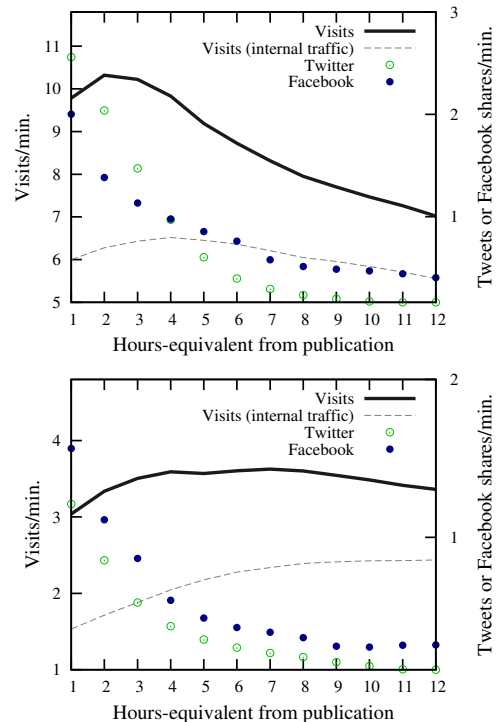 Visits
Visits (internal traffic)
Twitter
Facebook
11
10
9
8
7
6
5
3
2
1
Visits/min.
Tweets or Facebook shares/min.
1 2 3 4 5 6 7 8 9 10 11 12
Hours-equivalent from publication
Visits
Visits (internal traffic)
Twitter
Facebook
4
3
2
1
2
1
Visits/min.
Tweets or Facebook shares/min.
1 2 3 4 5 6 7 8 9 10 11 12
Hours-equivalent from publication